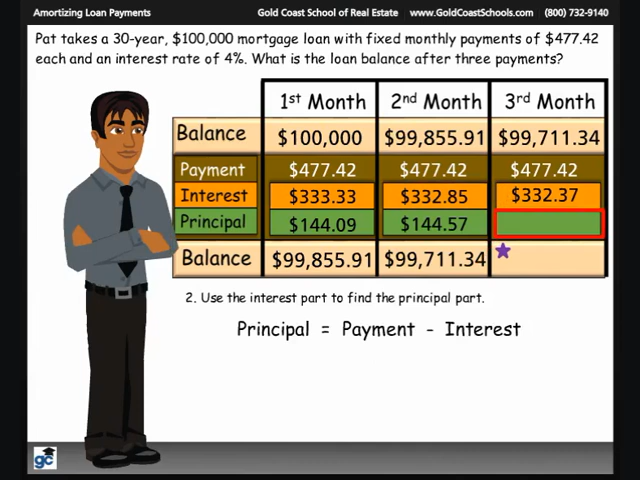 Amortizing Loan Payments Gold Coast School of Real Estate • www.GoldCoastSchools.com (800) 732-9140
Pat takes a 30-year, $100,000 mortgage loan with fixed monthly payments of $477.42
each and an interest rate of 4%. What is the loan balance after three payments?
1st Month 2nd Month 3rd Month
Balance $100,000 $99,855.91 $99,711.34
Payment $477.42 $477.42 $477.42
Interest $333.33 $332.85 $332.37
Principal $144.09 $144.57
Balance $99,855.91 $99,711.34
2. Use the interest part to find the principal part.
Principal = Payment - Interest
gc